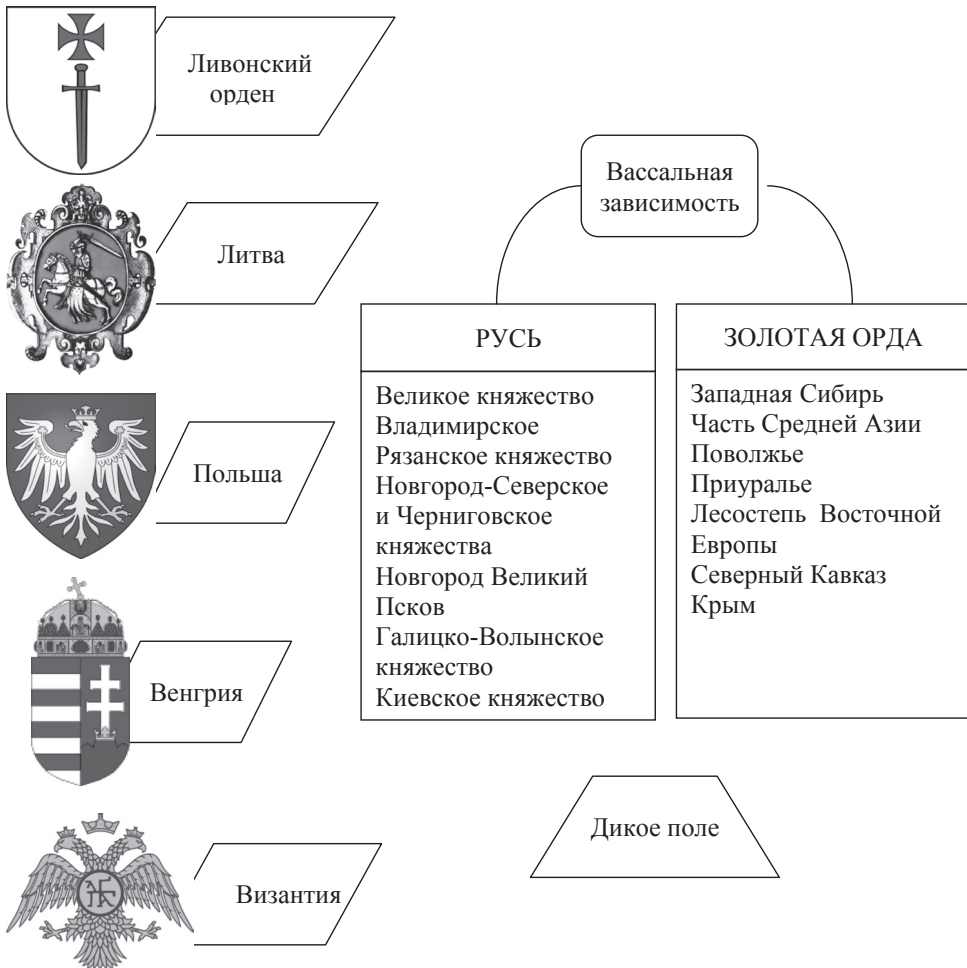 Ливонский
орден
Литва
Польша
Венгрия
Византия
Вассальная
зависимость
РУСЬ
Великое княжество
Владимирское
Рязанское княжество
Новгород-Северское
и Черниговское
княжества
Новгород Великий
Псков
Галицко-Волынское
княжество
Киевское княжество
ЗОЛОТАЯ ОРДА
Западная Сибирь
Часть Средней Азии
Поволжье
Приуралье
Лесостепь Восточной
Европы
Северный Кавказ
Крым
Дикое поле